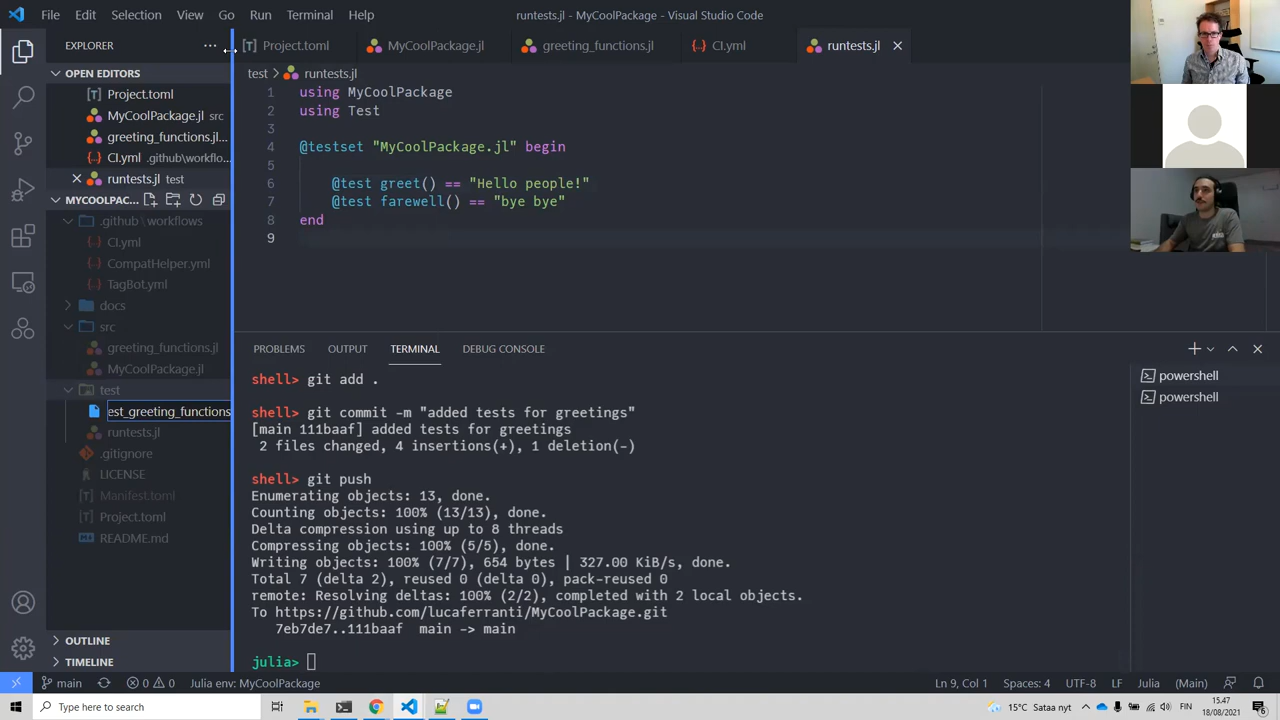 File Edit Selection View Go Run Terminal Help
runtests.jl - MyCoolPackage - Visual Studio Code
EXPLORER
Project.toml
MyCoolPackage.jl
greeting_functions.jl
CI.yml
runtests.jl
OPEN EDITORS
Project.toml
MyCoolPackage.jl src
greeting_functions.jl...
CI.yml .github\workflo...
runtests.jl test
MYCOOLPAC...
.github \ workflows
CI.yml
CompatHelper.yml
TagBot.yml
docs
src
greeting_functions.jl
MyCoolPackage.jl
test
est_greeting_functions
runtests.jl
.gitignore
LICENSE
Manifest.toml
Project.toml
README.md
OUTLINE
TIMELINE
test > runtests.jl
1 using MyCoolPackage
2 using Test
3
4 @testset "MyCoolPackage.jl" begin
5
6 @test greet() == "Hello people!"
7 @test farewell() == "bye bye"
8 end
9
PROBLEMS OUTPUT TERMINAL DEBUG CONSOLE
shell> git add .
shell> git commit -m "added tests for greetings"
[main 111baaf] added tests for greetings
2 files changed, 4 insertions(+), 1 deletion(-)
shell> git push
Enumerating objects: 13, done.
Counting objects: 100% (13/13), done.
Delta compression using up to 8 threads
Compressing objects: 100% (5/5), done.
Writing objects: 100% (7/7), 654 bytes | 327.00 KiB/s, done.
Total 7 (delta 2), reused 0 (delta 0), pack-reused 0
remote: Resolving deltas: 100% (2/2), completed with 2 local objects.
To https://github.com/lucaferranti/MyCoolPackage.git
7eb7de7..111baaf main -> main
julia>
powershell
powershell
main 0 0 Julia env: MyCoolPackage
Ln 9, Col 1 Spaces: 4 UTF-8 LF Julia (Main)
Type here to search
15°C Sataa nyt
FIN
15.47
18/08/2021
6